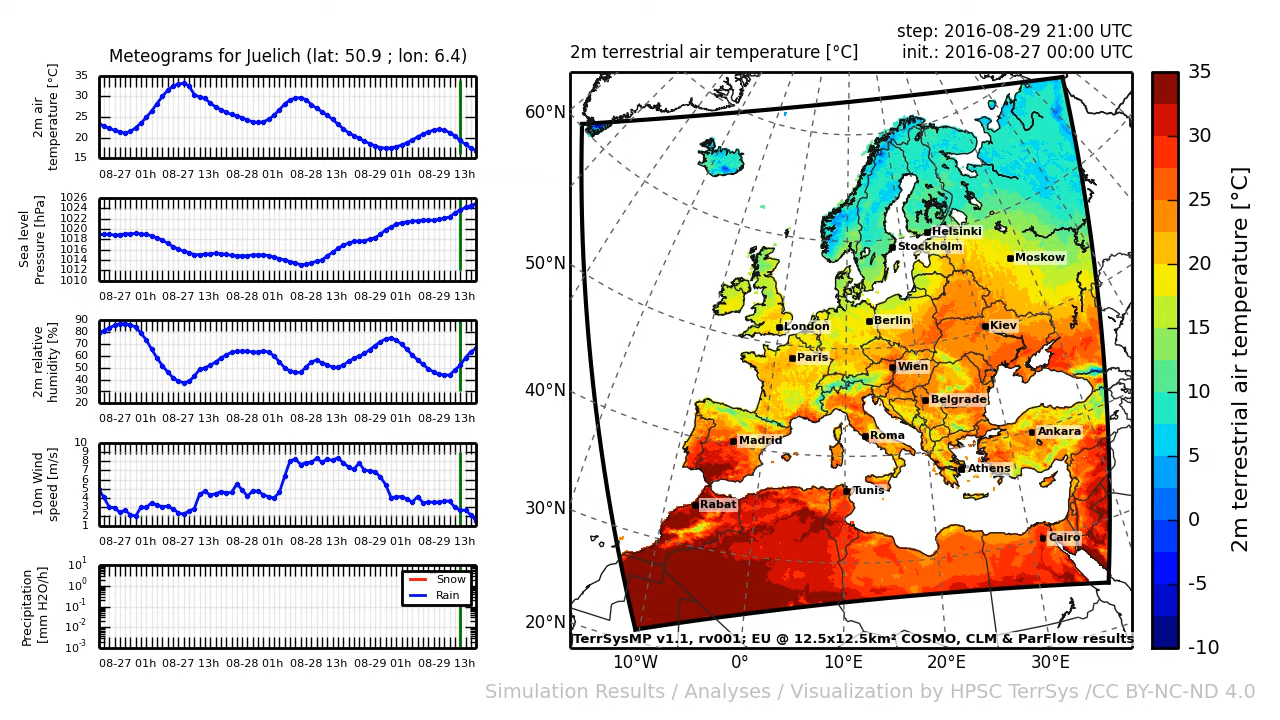 step: 2016-08-29 21:00 UTC
2m terrestrial air temperature [°C]
init.: 2016-08-27 00:00 UTC
Meteograms for Juelich (lat: 50.9 ; lon: 6.4)
2m air
temperature [°C]
35
30
25
20
15
08-27 01h 08-27 13h 08-28 01h 08-28 13h 08-29 01h 08-29 13h
Sea level
Pressure [hPa]
1026
1024
1022
1020
1018
1016
1014
1012
1010
08-27 01h 08-27 13h 08-28 01h 08-28 13h 08-29 01h 08-29 13h
2m relative
humidity [%]
90
80
70
60
50
40
30
20
08-27 01h 08-27 13h 08-28 01h 08-28 13h 08-29 01h 08-29 13h
10m Wind
speed [m/s]
10
9
8
7
6
5
4
3
2
1
08-27 01h 08-27 13h 08-28 01h 08-28 13h 08-29 01h 08-29 13h
Precipitation
[mm H2O/h]
10¹
10⁰
10⁻¹
10⁻²
10⁻³
Snow
Rain
08-27 01h 08-27 13h 08-28 01h 08-28 13h 08-29 01h 08-29 13h
60°N
50°N
40°N
30°N
20°N
Helsinki
Stockholm
Moskow
London
Berlin
Kiev
Paris
Wien
Belgrade
Madrid
Roma
Ankara
Athens
Tunis
Rabat
Cairo
TerrSysMP v1.1, rv001; EU @ 12.5x12.5km² COSMO, CLM & ParFlow results
10°W 0° 10°E 20°E 30°E
35
30
25
20
15
10
5
0
-5
-10
2m terrestrial air temperature [°C]
Simulation Results / Analyses / Visualization by HPSC TerrSys /CC BY-NC-ND 4.0